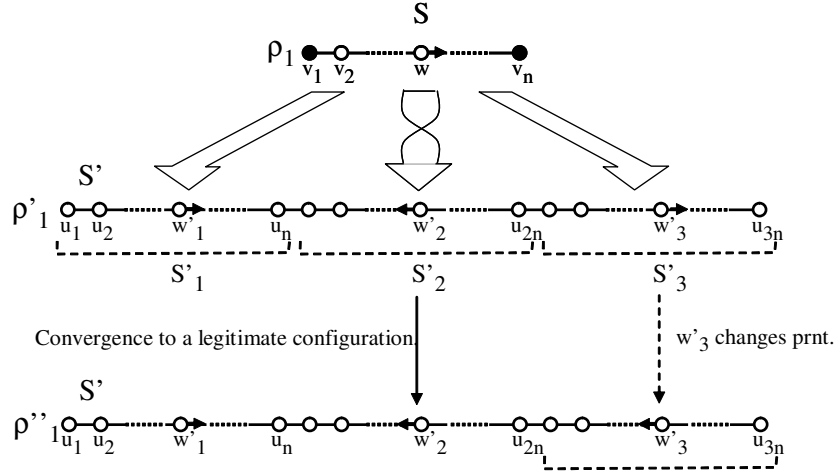 S
ρ1
v1 v2 w vn
S'
ρ'1
u1 u2 w'1 un w'2 u2n w'3 u3n
S'1 S'2 S'3
Convergence to a legitimate configuration.
w'3 changes prnt.
S'
ρ''1
u1 u2 w'1 un w'2 u2n w'3 u3n